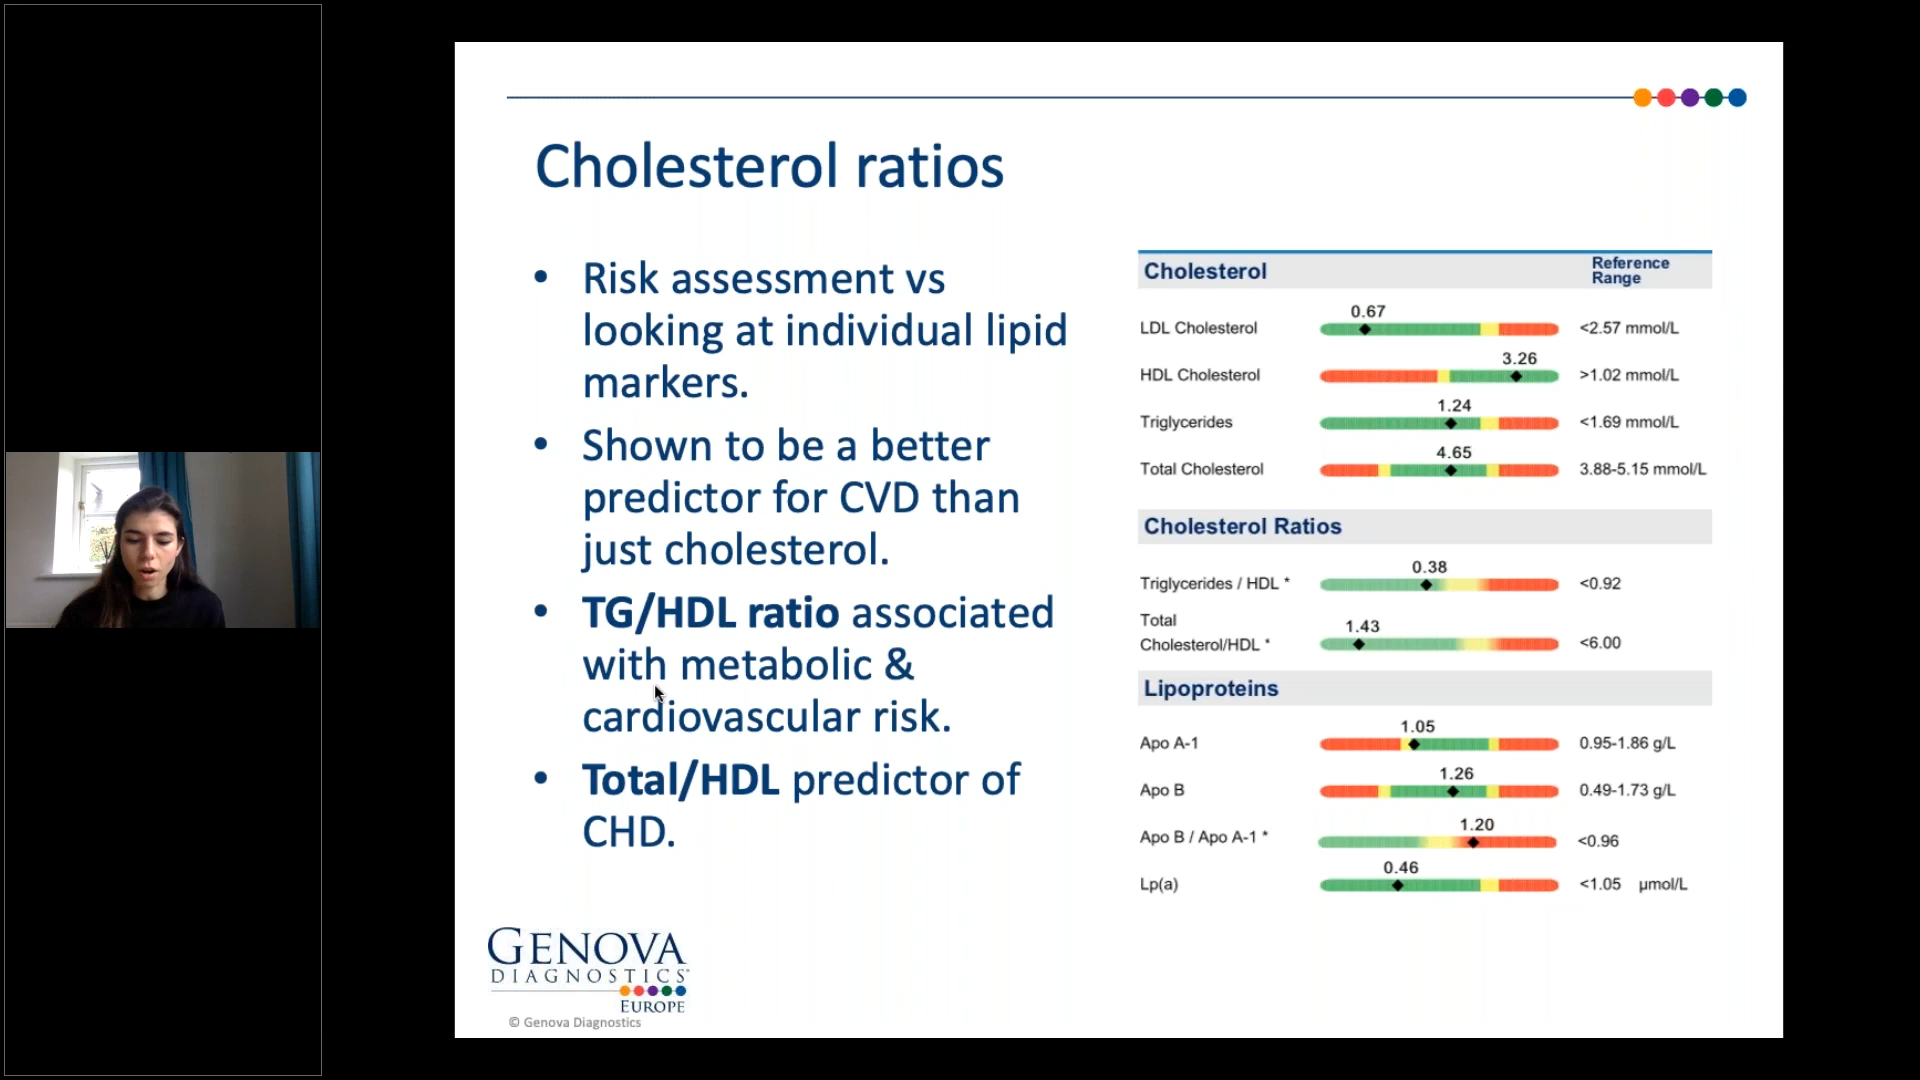 Cholesterol ratios
• Risk assessment vs
looking at individual lipid
markers.
• Shown to be a better
predictor for CVD than
just cholesterol.
• TG/HDL ratio associated
with metabolic &
cardiovascular risk.
• Total/HDL predictor of
CHD.
Cholesterol
Reference
Range
0.67
LDL Cholesterol <2.57 mmol/L
3.26
HDL Cholesterol >1.02 mmol/L
1.24
Triglycerides <1.69 mmol/L
4.65
Total Cholesterol 3.88-5.15 mmol/L
Cholesterol Ratios
0.38
Triglycerides / HDL * <0.92
Total
1.43
Cholesterol/HDL * <6.00
Lipoproteins
1.05
Apo A-1 0.95-1.86 g/L
1.26
Apo B 0.49-1.73 g/L
1.20
Apo B / Apo A-1 * <0.96
0.46
Lp(a) <1.05 µmol/L
GENOVA
DIAGNOSTICS
EUROPE
© Genova Diagnostics